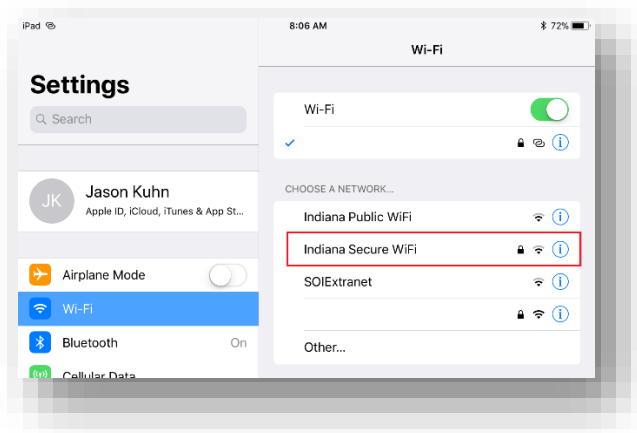 iPad
8:06 AM
72%
Wi-Fi
Settings
Search
JK
Jason Kuhn
Apple ID, iCloud, iTunes & App St...
Airplane Mode
Wi-Fi
Bluetooth On
Cellular Data
Wi-Fi
CHOOSE A NETWORK...
Indiana Public WiFi
Indiana Secure WiFi
SOIExtranet
Other...